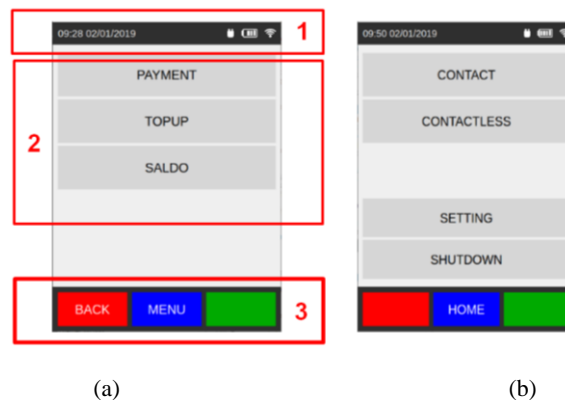 09:28 02/01/2019
1
PAYMENT
TOPUP
SALDO
2
BACK MENU
3
(a)
09:50 02/01/2019
CONTACT
CONTACTLESS
SETTING
SHUTDOWN
HOME
(b)